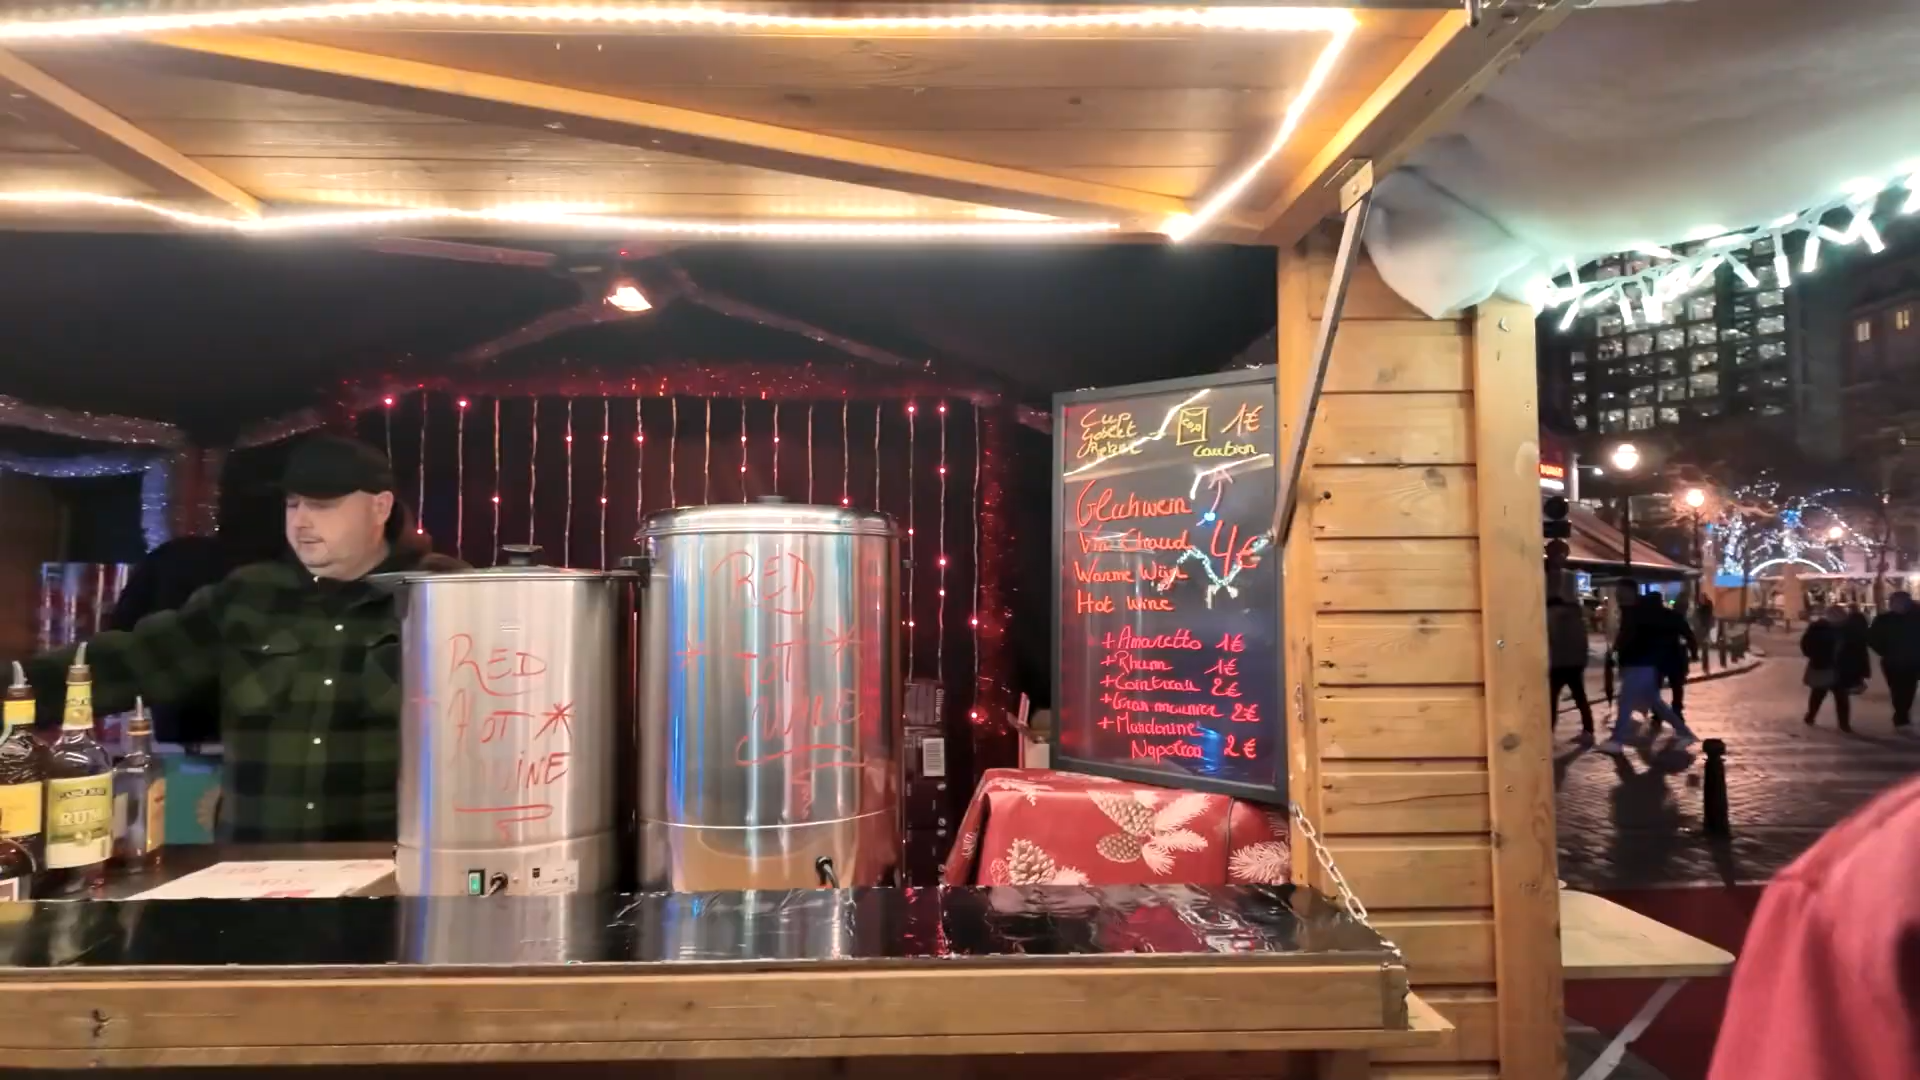 Cup
Gobelet
Beker
1€
Caution
Gluhwein
Vin Chaud 4€
Warme Wijn
Hot Wine
+Amaretto 1€
+Rhum 1€
+Cointreau 2€
+Gran marnier 2€
+Mandarine
Napoléon 2€
RED
HOT
WINE
RED
HOT
WINE
RUM